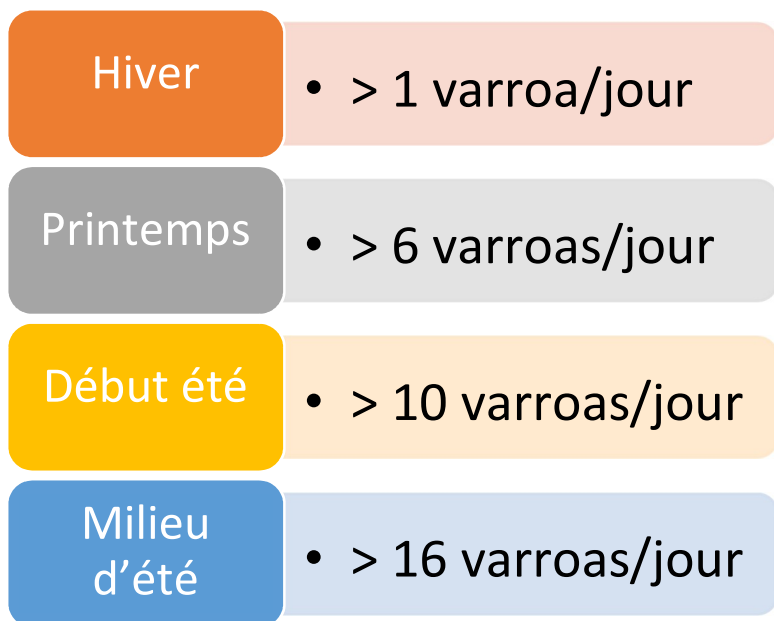 Hiver
• > 1 varroa/jour
Printemps
• > 6 varroas/jour
Début été
• > 10 varroas/jour
Milieu
d’été
• > 16 varroas/jour